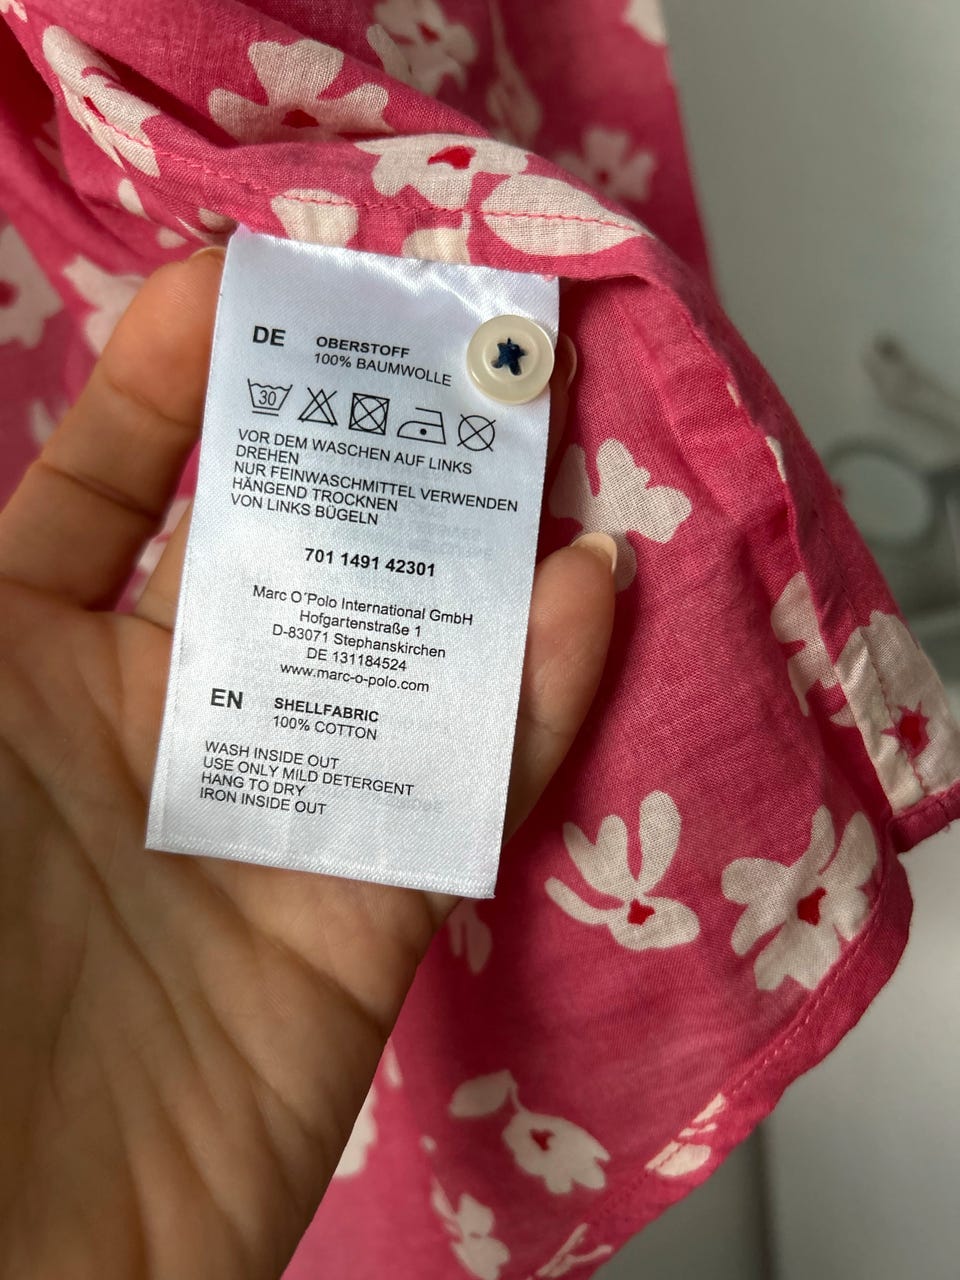 DE OBERSTOFF
100% BAUMWOLLE
30
VOR DEM WASCHEN AUF LINKS
DREHEN
NUR FEINWASCHMITTEL VERWENDEN
HÄNGEND TROCKNEN
VON LINKS BÜGELN
701 1491 42301
Marc O´Polo International GmbH
Hofgartenstraße 1
D-83071 Stephanskirchen
DE 131184524
www.marc-o-polo.com
EN SHELLFABRIC
100% COTTON
WASH INSIDE OUT
USE ONLY MILD DETERGENT
HANG TO DRY
IRON INSIDE OUT